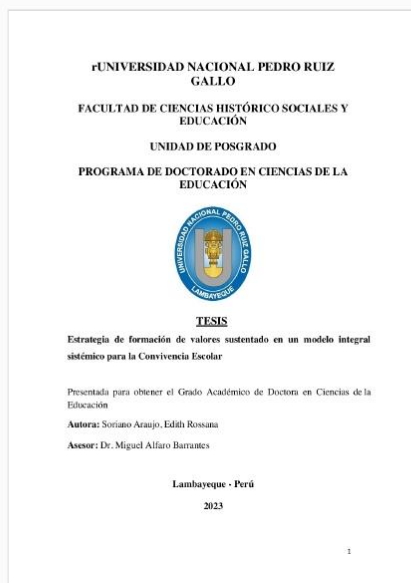 rUNIVERSIDAD NACIONAL PEDRO RUIZ
GALLO
FACULTAD DE CIENCIAS HISTÓRICO SOCIALES Y
EDUCACIÓN
UNIDAD DE POSGRADO
PROGRAMA DE DOCTORADO EN CIENCIAS DE LA
EDUCACIÓN
UNIVERSIDAD NACIONAL PEDRO RUIZ GALLO
LAMBAYEQUE
TESIS
Estrategia de formación de valores sustentado en un modelo integral
sistémico para la Convivencia Escolar
Presentada para obtener el Grado Académico de Doctora en Ciencias de la
Educación
Autora: Soriano Araujo, Edith Rossana
Asesor: Dr. Miguel Alfaro Barrantes
Lambayeque - Perú
2023
1